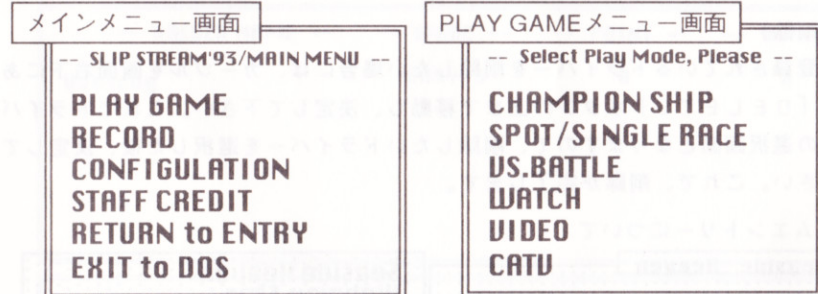 メインメニュー画面
SLIP STREAM'93/MAIN MENU
PLAY GAME
RECORD
CONFIGULATION
STAFF CREDIT
RETURN to ENTRY
EXIT to DOS
PLAY GAMEメニュー画面
Select Play Mode, Please
CHAMPION SHIP
SPOT/SINGLE RACE
VS.BATTLE
WATCH
VIDEO
CATV